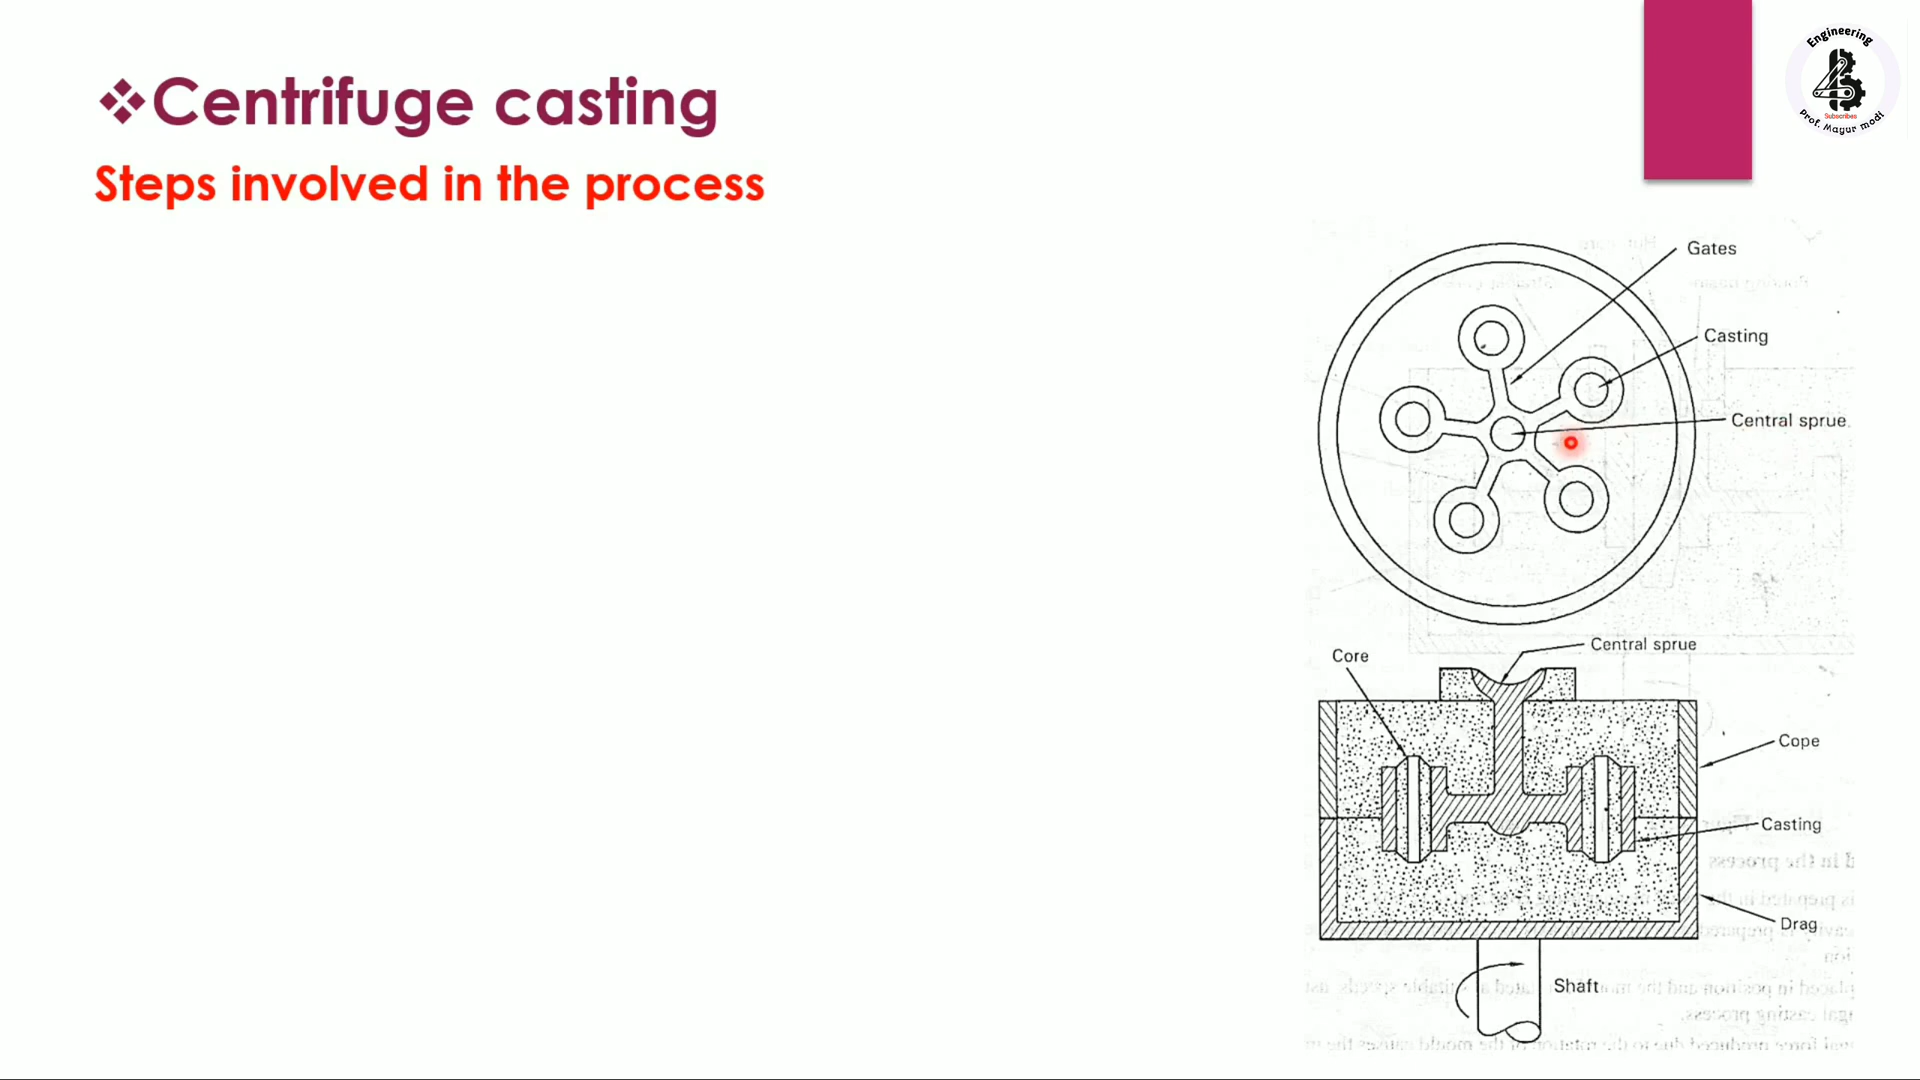 ❖Centrifuge casting
Steps involved in the process
Engineering
Subscribes
Prof. Mayur modi
Gates
Casting
Central sprue
Central sprue
Core
Cope
Casting
Drag
Shaft